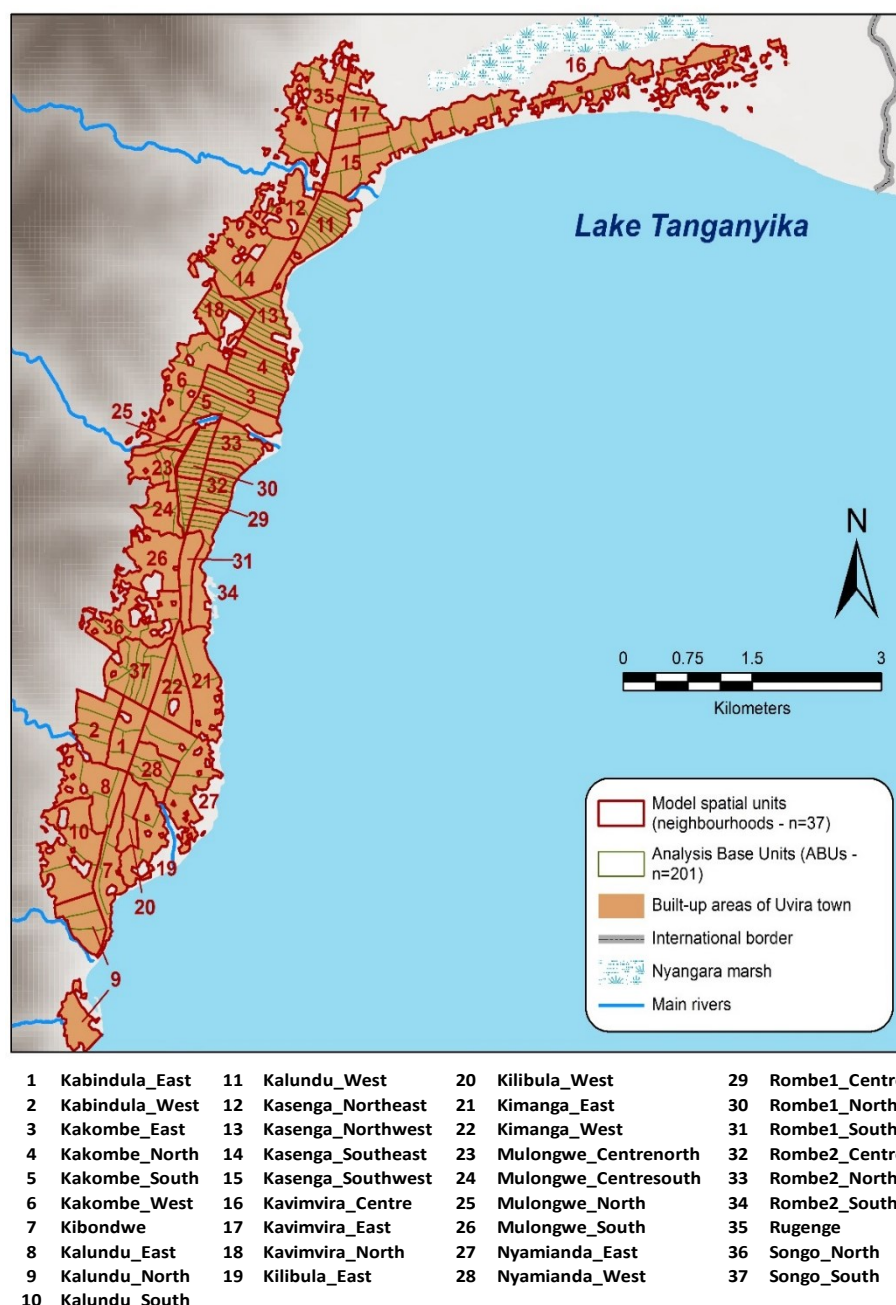 16
35
17
15
12
11
Lake Tanganyika
14
18
13
4
6
3
5
25
33
23
30
32
24
29
N
26
31
34
36
0 0.75 1.5 3
Kilometers
37
21
22
2
1
28
8
27
10
7
19
20
9
Model spatial units
(neighbourhoods - n=37)
Analysis Base Units (ABUs -
n=201)
Built-up areas of Uvira town
International border
Nyangara marsh
Main rivers
1 Kabindula_East 11 Kalundu_West 20 Kilibula_West 29 Rombe1_Centre
2 Kabindula_West 12 Kasenga_Northeast 21 Kimanga_East 30 Rombe1_North
3 Kakombe_East 13 Kasenga_Northwest 22 Kimanga_West 31 Rombe1_South
4 Kakombe_North 14 Kasenga_Southeast 23 Mulongwe_Centrenorth 32 Rombe2_Centre
5 Kakombe_South 15 Kasenga_Southwest 24 Mulongwe_Centresouth 33 Rombe2_North
6 Kakombe_West 16 Kavimvira_Centre 25 Mulongwe_North 34 Rombe2_South
7 Kibondwe 17 Kavimvira_East 26 Mulongwe_South 35 Rugenge
8 Kalundu_East 18 Kavimvira_North 27 Nyamianda_East 36 Songo_North
9 Kalundu_North 19 Kilibula_East 28 Nyamianda_West 37 Songo_South
10 Kalundu_South